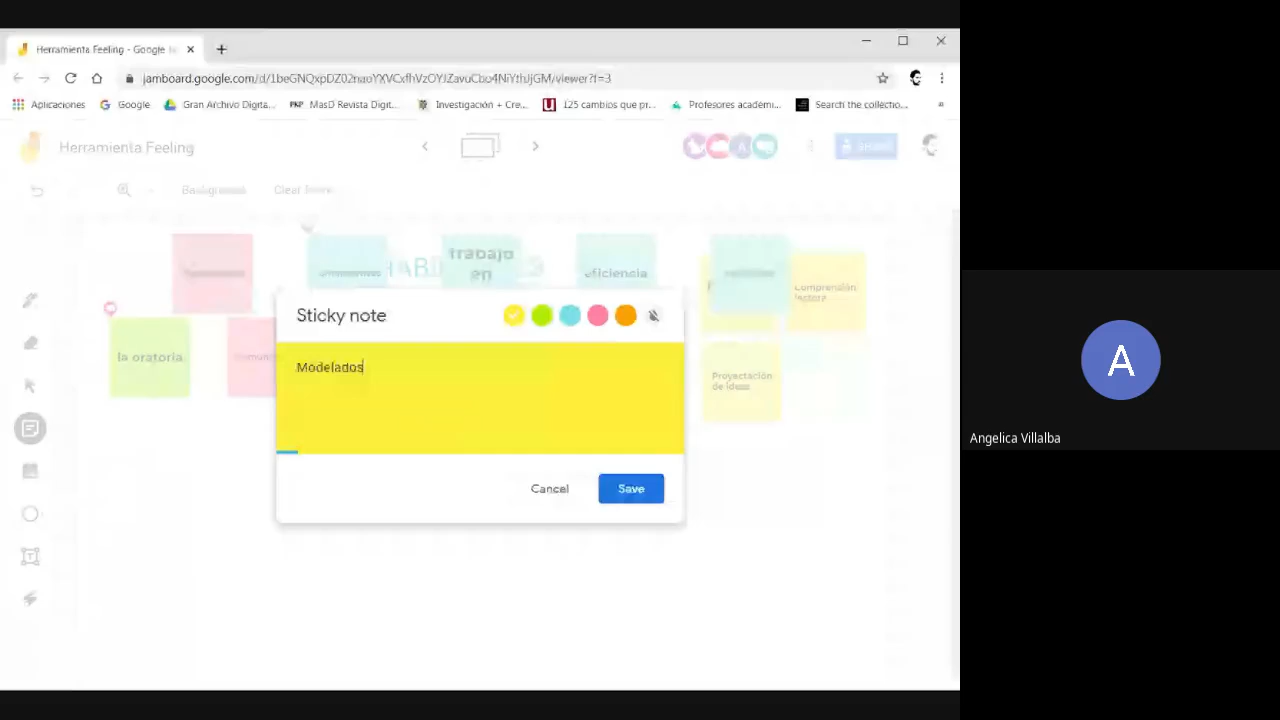 Herramienta Feeling - Google
jamboard.google.com/d/1beGNQxpDZ02naoYXVCxfhVzOYJZavuCbo4NiYthJjGM/viewer?f=3
Aplicaciones
Google
Gran Archivo Digita...
MasD Revista Digit...
Investigación + Cre...
125 cambios que pr...
Profesores academi...
Search the collectio...
Herramienta Feeling
Background
Clear frame
trabajo
en
eficiencia
Comprensión
lectora
la oratoria
Proyectación
de ideas
Sticky note
Modelados
Cancel
Save
A
Angelica Villalba